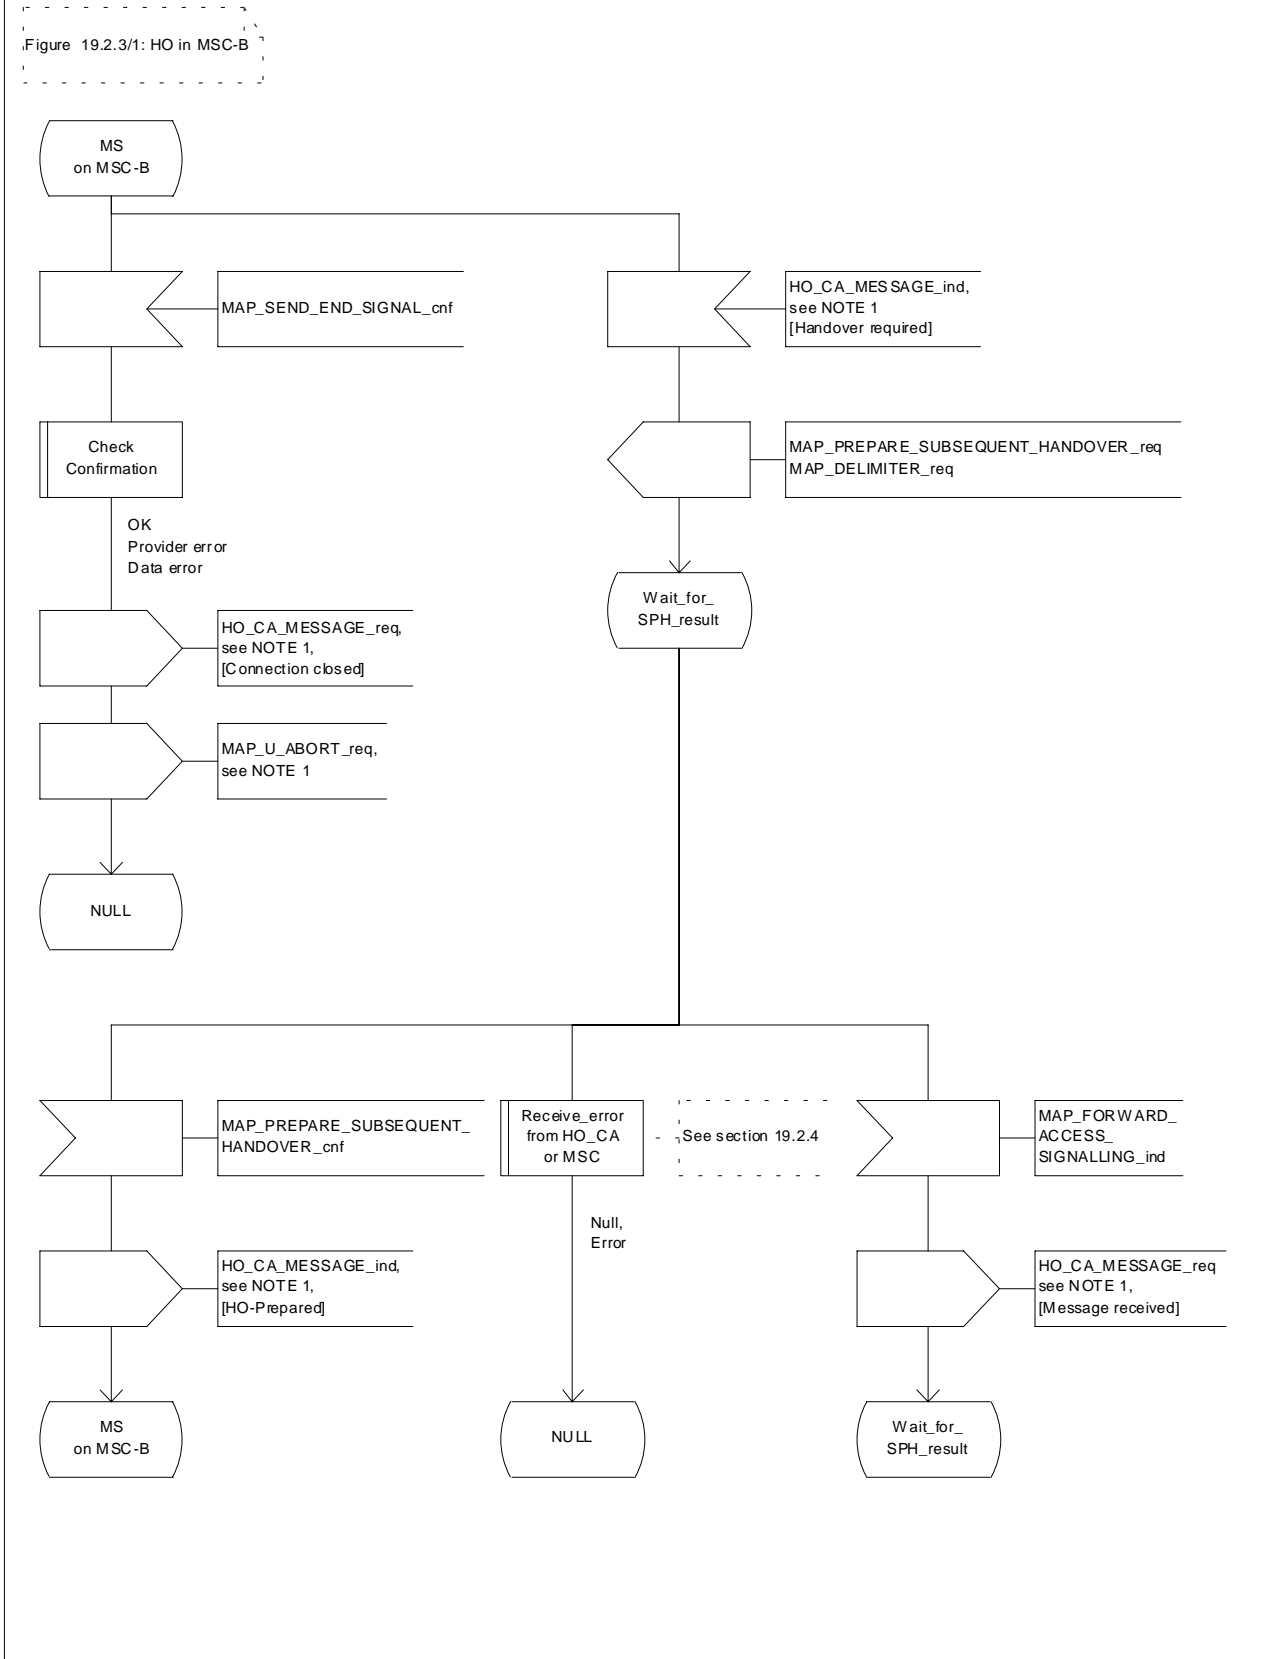 Figure 19.2.3/1: HO in MSC-B
MS
on MSC-B
MAP_SEND_END_SIGNAL_cnf
HO_CA_MESSAGE_ind,
see NOTE 1
[Handover required]
Check
Confirmation
MAP_PREPARE_SUBSEQUENT_HANDOVER_req
MAP_DELIMITER_req
OK
Provider error
Data error
Wait_for_
SPH_result
HO_CA_MESSAGE_req,
see NOTE 1,
[Connection closed]
MAP_U_ABORT_req,
see NOTE 1
NULL
MAP_PREPARE_SUBSEQUENT_
HANDOVER_cnf
Receive_error
from HO_CA
or MSC
See section 19.2.4
MAP_FORWARD_
ACCESS_
SIGNALLING_ind
Null,
Error
HO_CA_MESSAGE_ind,
see NOTE 1,
[HO-Prepared]
HO_CA_MESSAGE_req
see NOTE 1,
[Message received]
MS
on MSC-B
NULL
Wait_for_
SPH_result